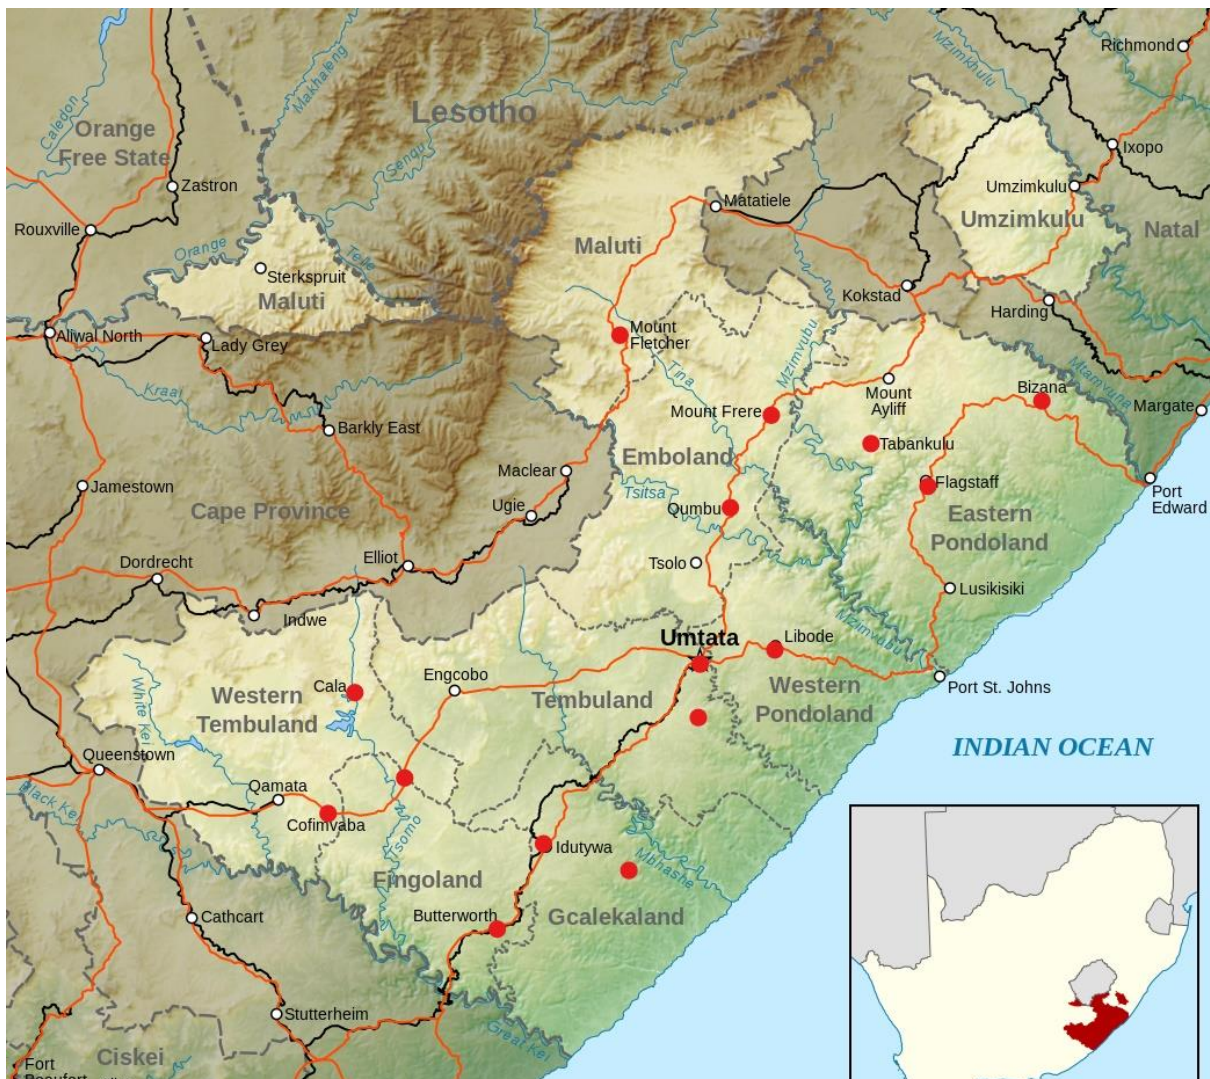 Richmond
Mzimkhulu
Makhaleng
Caledon
Lesotho
Orange
Free State
Senqu
Ixopo
Zastron
Umzimkulu
Matatiele
Umzimkulu
Rouxville
Natal
Orange
Telle
Maluti
Sterkspruit
Maluti
Kokstad
Harding
Aliwal North
Lady Grey
Mount
Fletcher
Mzimvubu
Tina
Mtamvuna
Kraai
Mount
Ayliff
Bizana
Margate
Mount Frere
Barkly East
Tabankulu
Emboland
Maclear
Jamestown
Tsitsa
Flagstaff
Port
Edward
Cape Province
Ugie
Qumbu
Eastern
Pondoland
Dordrecht
Elliot
Tsolo
Lusikisiki
Indwe
Mzimvubu
Umtata
Libode
Engcobo
Cala
Western
Tembuland
Tembuland
Western
Pondoland
Port St. Johns
White Kei
INDIAN OCEAN
Queenstown
Qamata
Black Kei
Cofimvaba
Tsomo
Idutywa
Mbhashe
Fingoland
Butterworth
Gcalekaland
Cathcart
Stutterheim
Great Kei
Ciskei
Fort